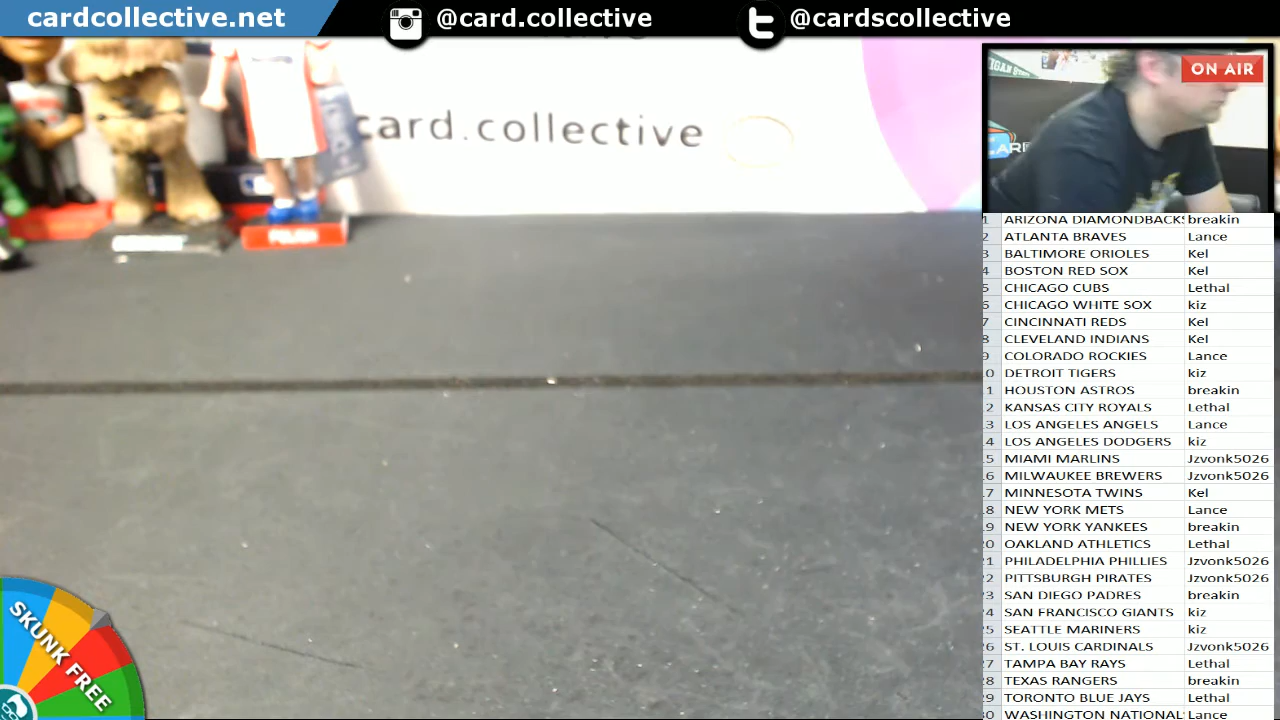 cardcollective.net
@card.collective
@cardscollective
card.collective
IGAN STATE
ON AIR
1 ARIZONA DIAMONDBACKS breakin
2 ATLANTA BRAVES Lance
3 BALTIMORE ORIOLES Kel
4 BOSTON RED SOX Kel
5 CHICAGO CUBS Lethal
6 CHICAGO WHITE SOX kiz
7 CINCINNATI REDS Kel
8 CLEVELAND INDIANS Kel
9 COLORADO ROCKIES Lance
10 DETROIT TIGERS kiz
11 HOUSTON ASTROS breakin
12 KANSAS CITY ROYALS Lethal
13 LOS ANGELES ANGELS Lance
14 LOS ANGELES DODGERS kiz
15 MIAMI MARLINS Jzvonk5026
16 MILWAUKEE BREWERS Jzvonk5026
17 MINNESOTA TWINS Kel
18 NEW YORK METS Lance
19 NEW YORK YANKEES breakin
20 OAKLAND ATHLETICS Lethal
21 PHILADELPHIA PHILLIES Jzvonk5026
22 PITTSBURGH PIRATES Jzvonk5026
23 SAN DIEGO PADRES breakin
24 SAN FRANCISCO GIANTS kiz
25 SEATTLE MARINERS kiz
26 ST. LOUIS CARDINALS Jzvonk5026
27 TAMPA BAY RAYS Lethal
28 TEXAS RANGERS breakin
29 TORONTO BLUE JAYS Lethal
30 WASHINGTON NATIONAL Lance
SKUNK FREE